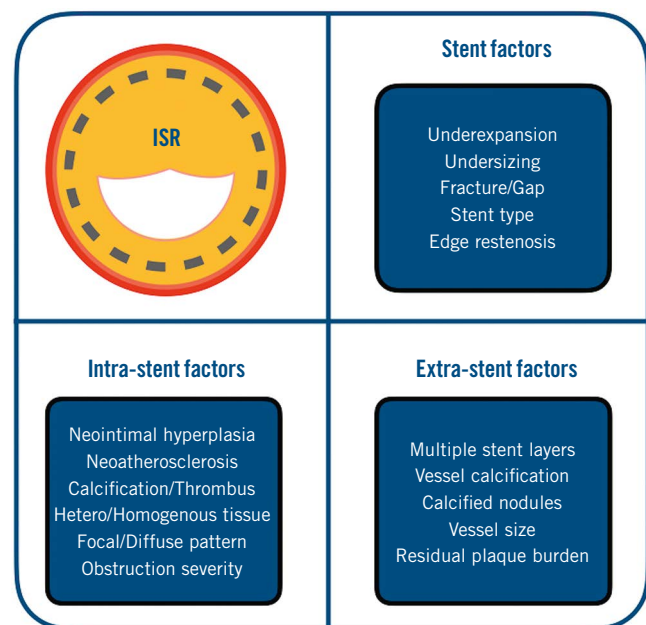 ISR
Stent factors
Underexpansion
Undersizing
Fracture/Gap
Stent type
Edge restenosis
Intra-stent factors
Neointimal hyperplasia
Neoatherosclerosis
Calcification/Thrombus
Hetero/Homogenous tissue
Focal/Diffuse pattern
Obstruction severity
Extra-stent factors
Multiple stent layers
Vessel calcification
Calcified nodules
Vessel size
Residual plaque burden